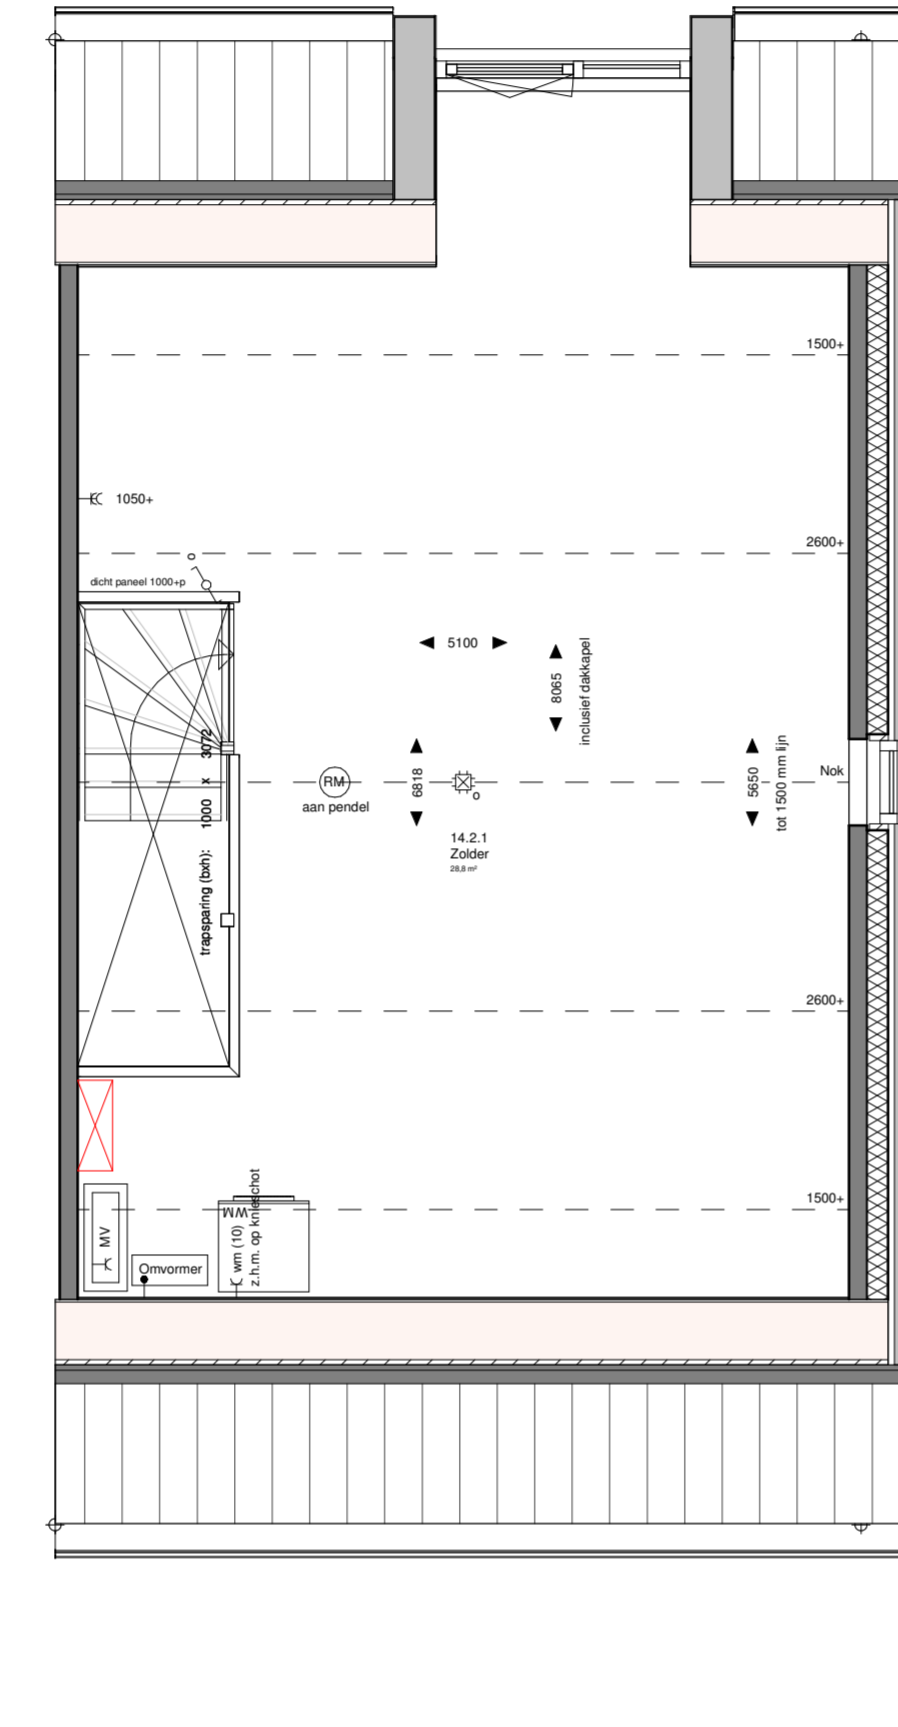 1500+
1050+
2600+
dicht paneel 1000+p
5100
8065
inclusief dakkapel
trapsparing (bxh): 1000 x 3072
RM
aan pendel
6818
5650
tot 1500 mm lijn
Nok
14.2.1
Zolder
28,8 m²
2600+
1500+
MV
Omvormer
WM
wm (10)
z.h.m. op knieschot